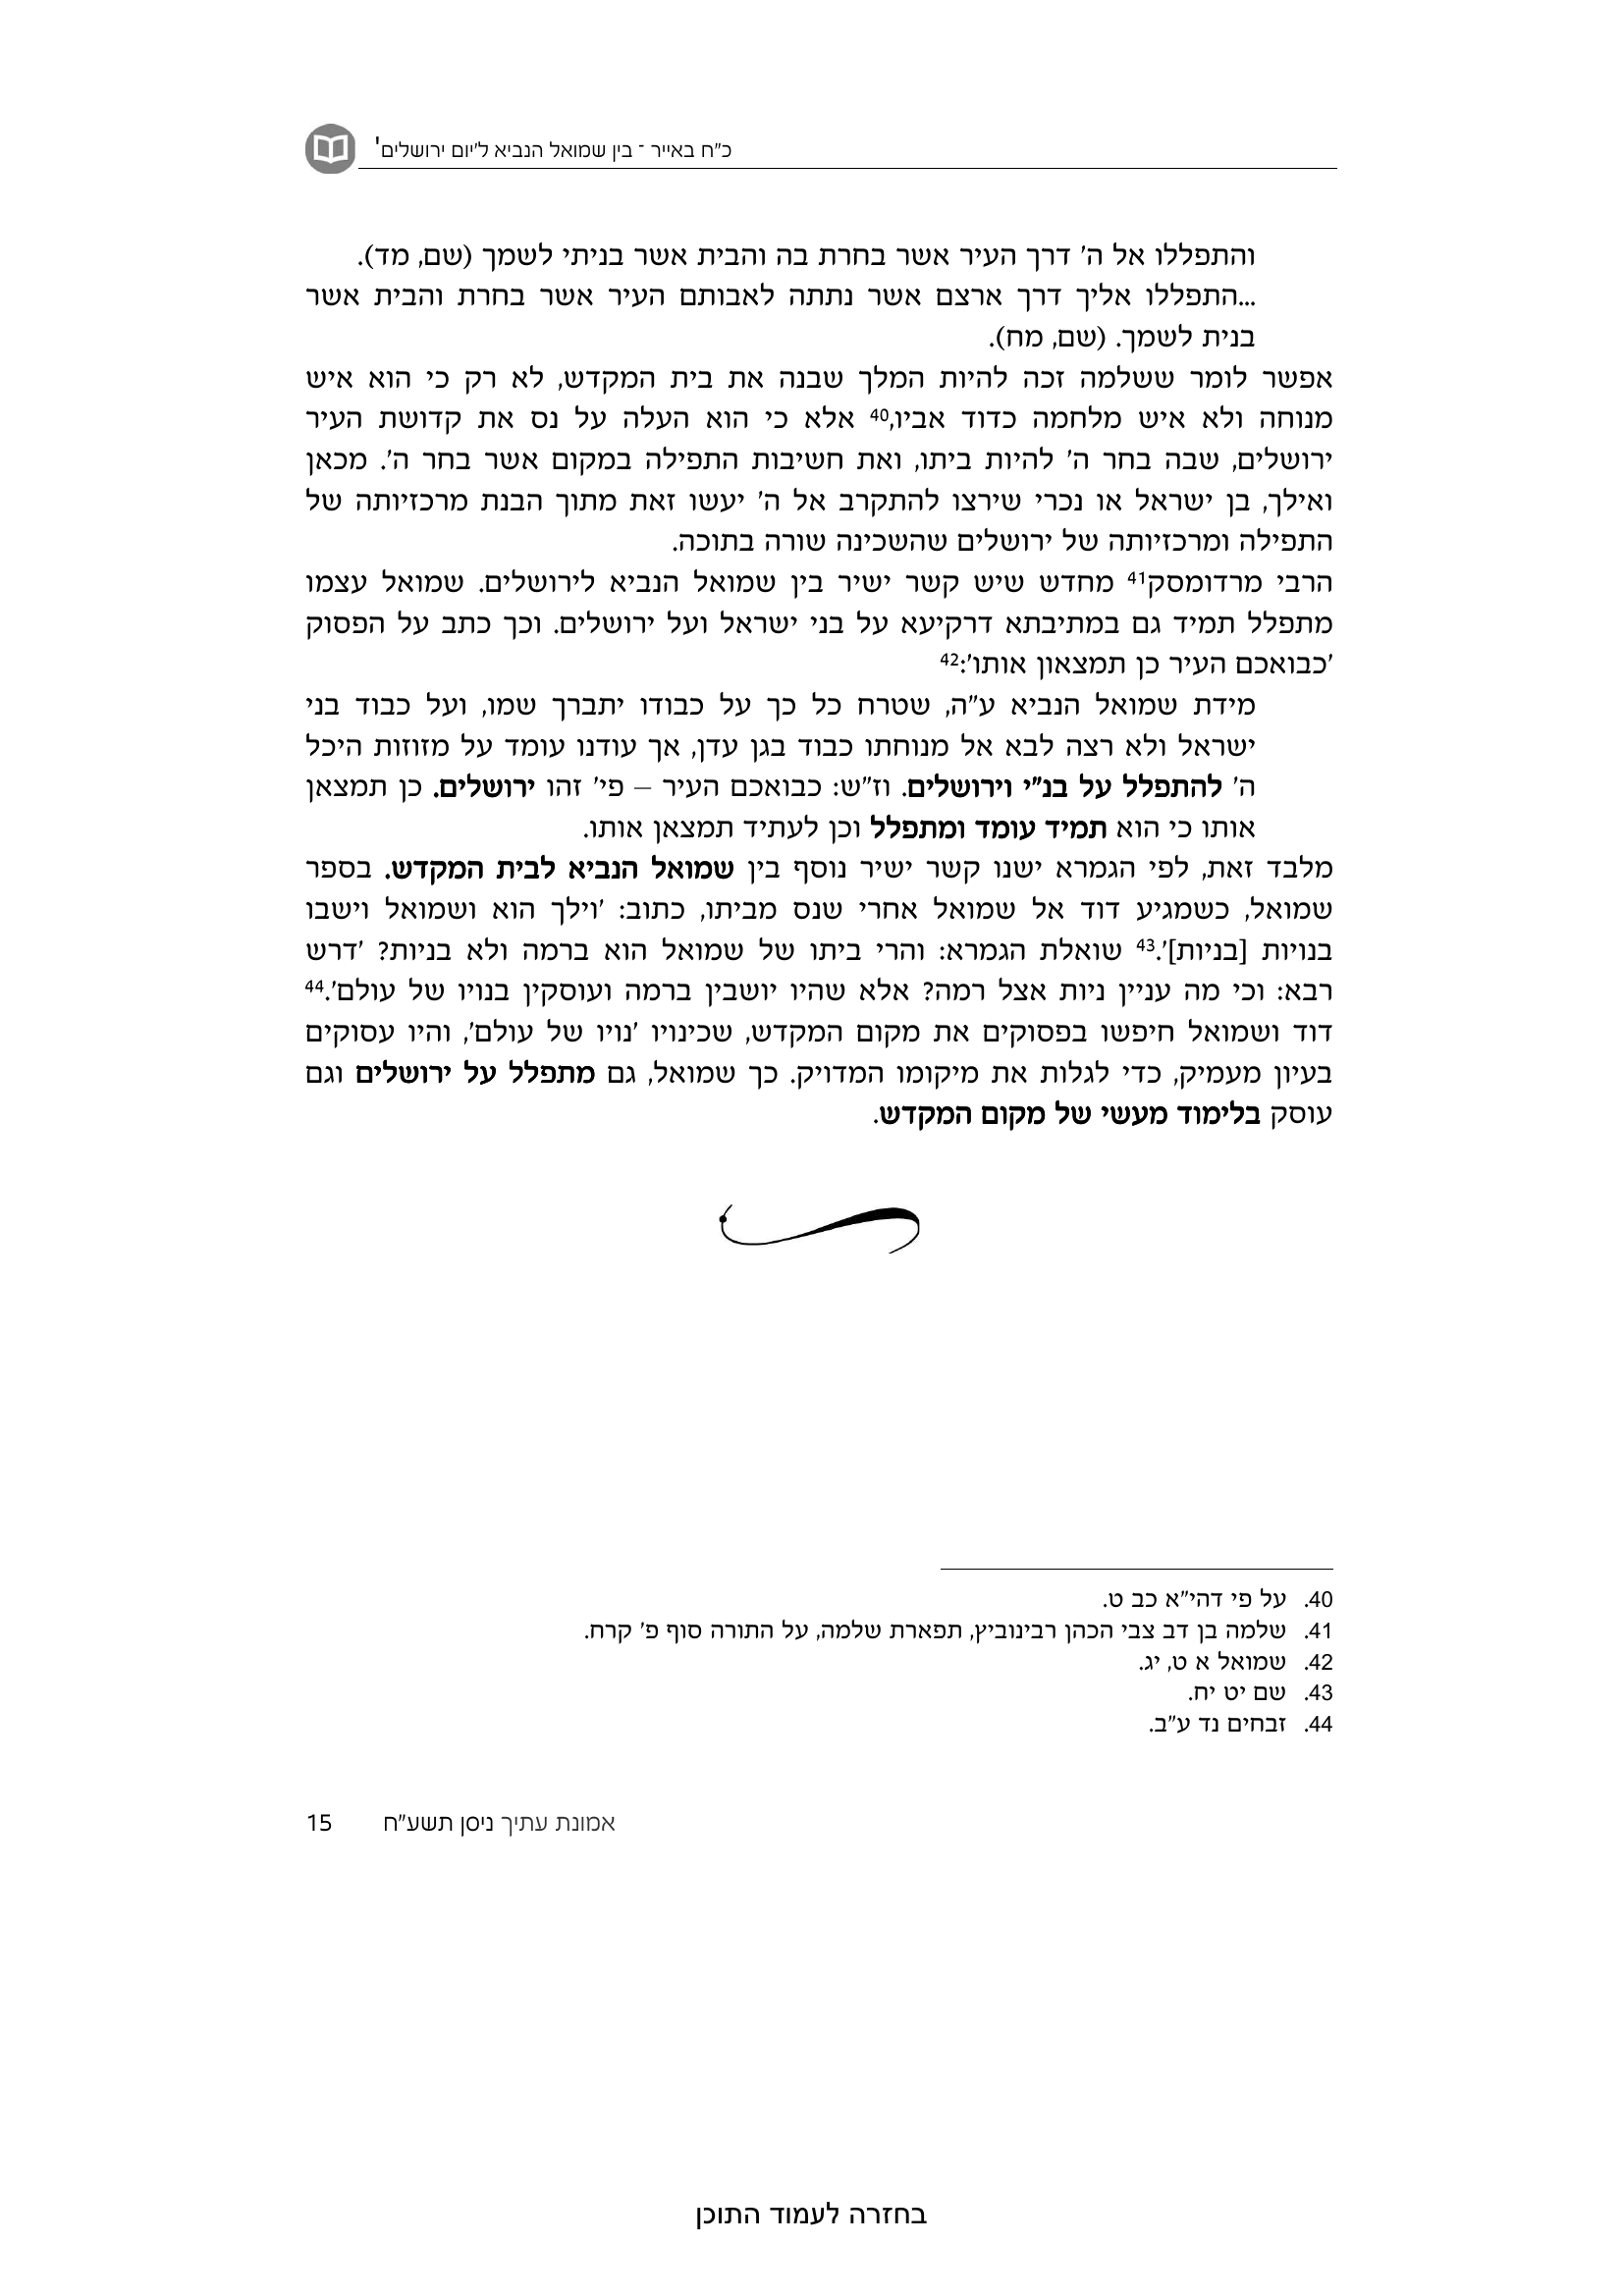 כ"ח באייר - בין שמואל הנביא ל'יום ירושלים'
והתפללו אל ה' דרך העיר אשר בחרת בה והבית אשר בניתי לשמך (שם, מד).
...התפללו אליך דרך ארצם אשר נתתה לאבותם העיר אשר בחרת והבית אשר
בנית לשמך. (שם, מח).
אפשר לומר ששלמה זכה להיות המלך שבנה את בית המקדש, לא רק כי הוא איש
מנוחה ולא איש מלחמה כדוד אביו,40 אלא כי הוא העלה על נס את קדושת העיר
ירושלים, שבה בחר ה' להיות ביתו, ואת חשיבות התפילה במקום אשר בחר ה'. מכאן
ואילך, בן ישראל או נכרי שירצו להתקרב אל ה' יעשו זאת מתוך הבנת מרכזיותה של
התפילה ומרכזיותה של ירושלים שהשכינה שורה בתוכה.
הרבי מרדומסק41 מחדש שיש קשר ישיר בין שמואל הנביא לירושלים. שמואל עצמו
מתפלל תמיד גם במתיבתא דרקיעא על בני ישראל ועל ירושלים. וכך כתב על הפסוק
'כבואכם העיר כן תמצאון אותו':42
מידת שמואל הנביא ע"ה, שטרח כל כך על כבודו יתברך שמו, ועל כבוד בני
ישראל ולא רצה לבא אל מנוחתו כבוד בגן עדן, אך עודנו עומד על מזוזות היכל
ה' להתפלל על בנ"י וירושלים. וז"ש: כבואכם העיר – פי' זהו ירושלים. כן תמצאן
אותו כי הוא תמיד עומד ומתפלל וכן לעתיד תמצאן אותו.
מלבד זאת, לפי הגמרא ישנו קשר ישיר נוסף בין שמואל הנביא לבית המקדש. בספר
שמואל, כשמגיע דוד אל שמואל אחרי שנס מביתו, כתוב: 'וילך הוא ושמואל וישבו
בנויות [בניות]'.43 שואלת הגמרא: והרי ביתו של שמואל הוא ברמה ולא בניות? 'דרש
רבא: וכי מה עניין ניות אצל רמה? אלא שהיו יושבין ברמה ועוסקין בנויו של עולם'.44
דוד ושמואל חיפשו בפסוקים את מקום המקדש, שכינויו 'נויו של עולם', והיו עסוקים
בעיון מעמיק, כדי לגלות את מיקומו המדויק. כך שמואל, גם מתפלל על ירושלים וגם
עוסק בלימוד מעשי של מקום המקדש.
40. על פי דהי"א כב ט.
41. שלמה בן דב צבי הכהן רבינוביץ, תפארת שלמה, על התורה סוף פ' קרח.
42. שמואל א ט, יג.
43. שם יט יח.
44. זבחים נד ע"ב.
אמונת עתיך ניסן תשע"ח 15
בחזרה לעמוד התוכן